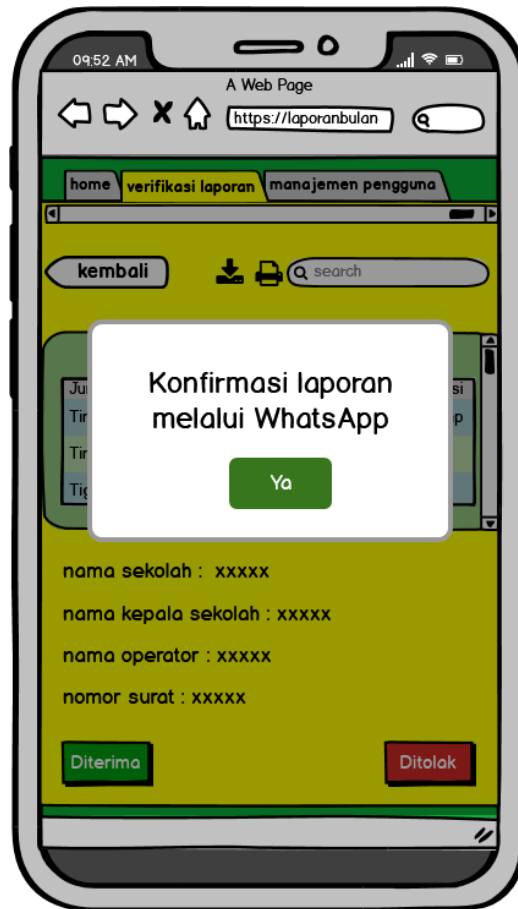 09:52 AM
A Web Page
https://laporanbulan
home verifikasi laporan manajemen pengguna
kembali search
Konfirmasi laporan
melalui WhatsApp
Ya
nama sekolah : xxxxx
nama kepala sekolah : xxxxx
nama operator : xxxxx
nomor surat : xxxxx
Diterima Ditolak